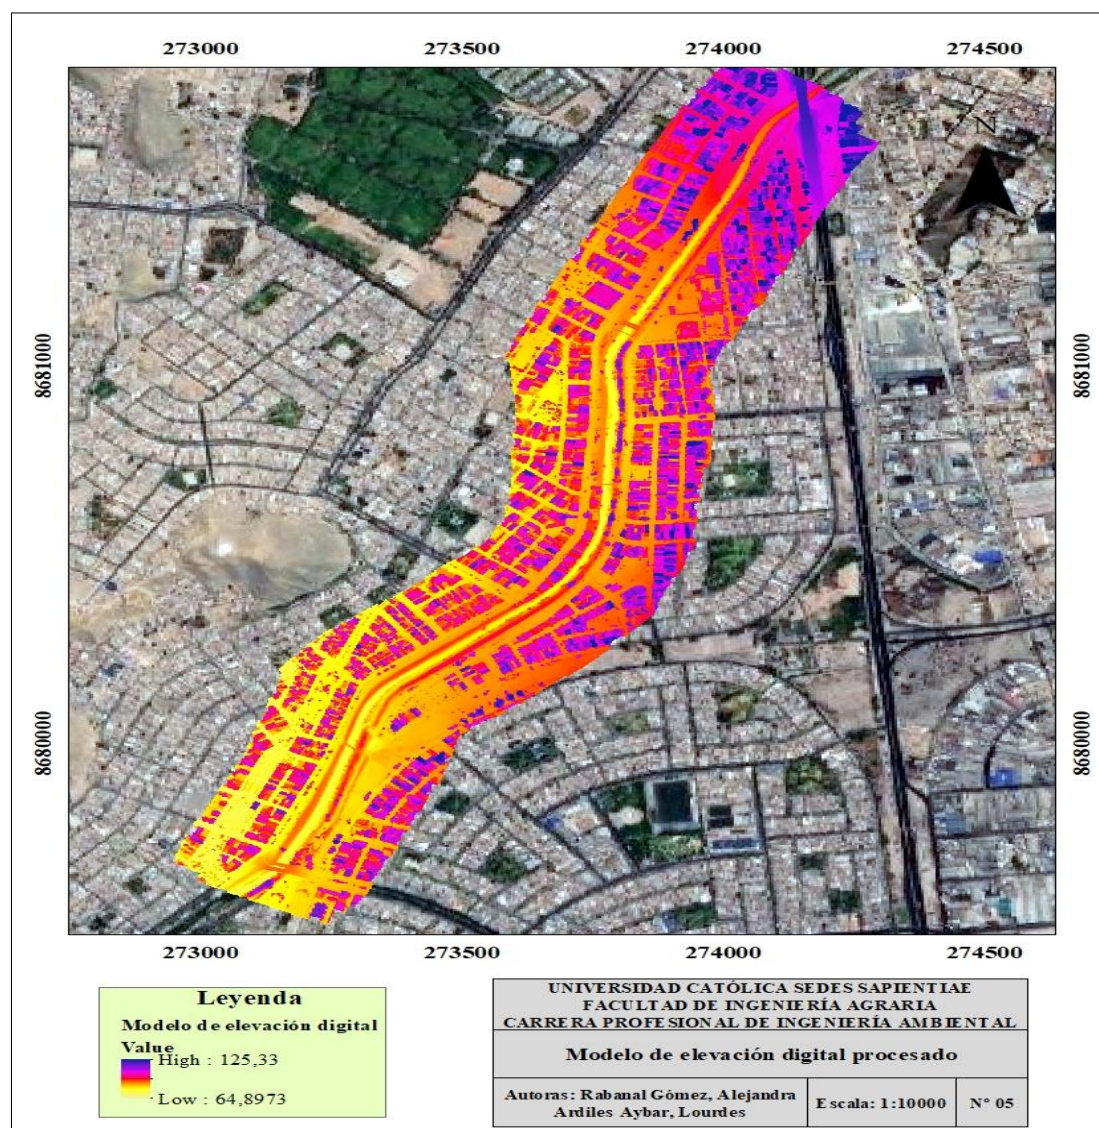 273000 273500 274000 274500
N
8681000 8681000
8680000 8680000
273000 273500 274000 274500
Leyenda
Modelo de elevación digital
Value
High : 125,33
Low : 64,8973
UNIVERSIDAD CATÓLICA SEDES SAPIENTIAE
FACULTAD DE INGENIERÍA AGRARIA
CARRERA PROFESIONAL DE INGENIERÍA AMBIENTAL
Modelo de elevación digital procesado
Autoras: Rabanal Gómez, Alejandra
Ardiles Aybar, Lourdes
Escala: 1:10000
N° 05